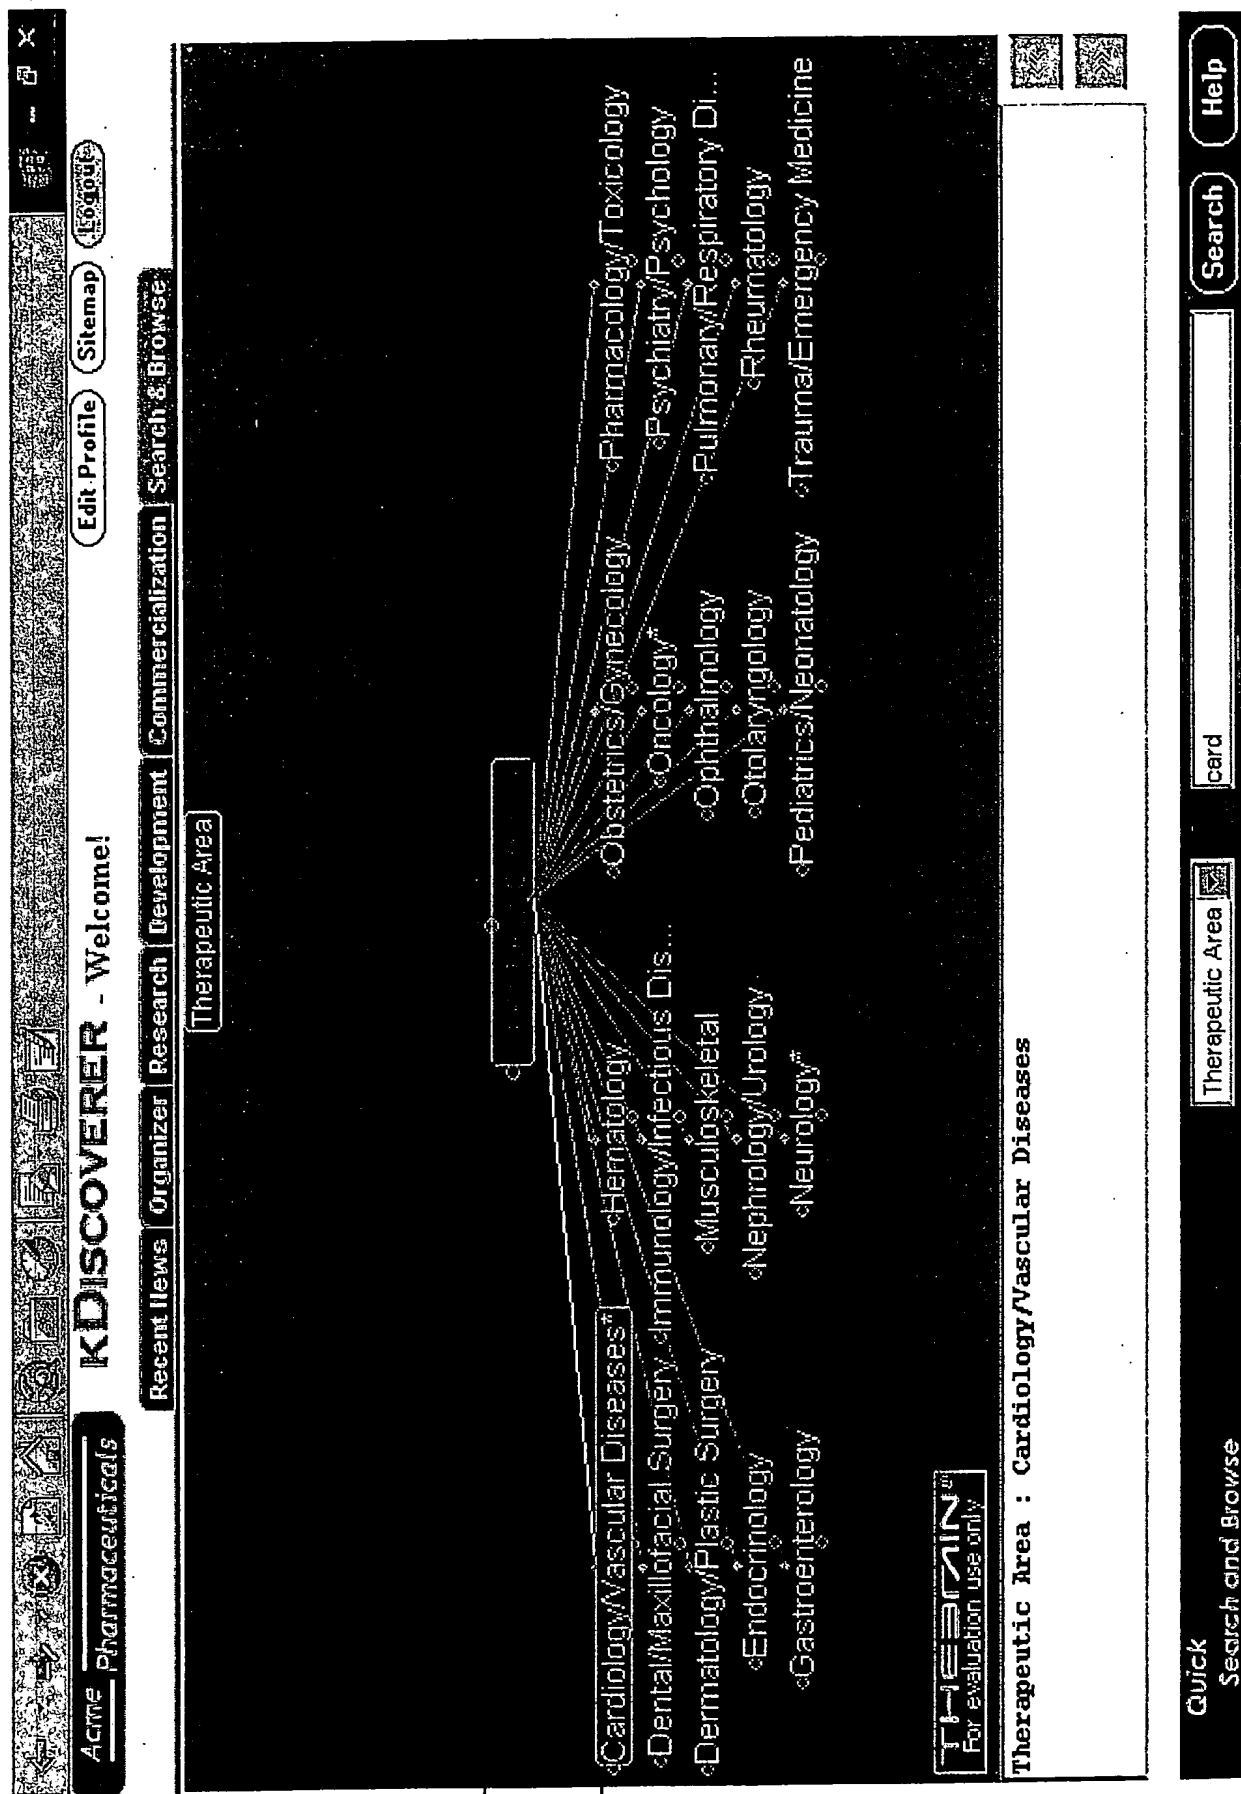 Acme
Pharmaceuticals
KDISCOVERER - Welcome!
Edit Profile
Sitemap
Logout
Recent News
Organizer
Research
Development
Commercialization
Search & Browse
Therapeutic Area
Cardiology/Vascular Diseases*
Hematology
Obstetrics/Gynecology
Pharmacology/Toxicology
Dental/Maxillofacial Surgery
Immunology/Infectious Dis...
Oncology*
Psychiatry/Psychology
Dermatology/Plastic Surgery
Musculoskeletal
Ophthalmology
Pulmonary/Respiratory Di...
Endocrinology
Nephrology/Urology
Otolaryngology
Rheumatology
Gastroenterology
Neurology*
Pediatrics/Neonatology
Trauma/Emergency Medicine
THEBRAIN
For evaluation use only
Therapeutic Area : Cardiology/Vascular Diseases
Quick
Search and Browse
Therapeutic Area
card
Search
Help